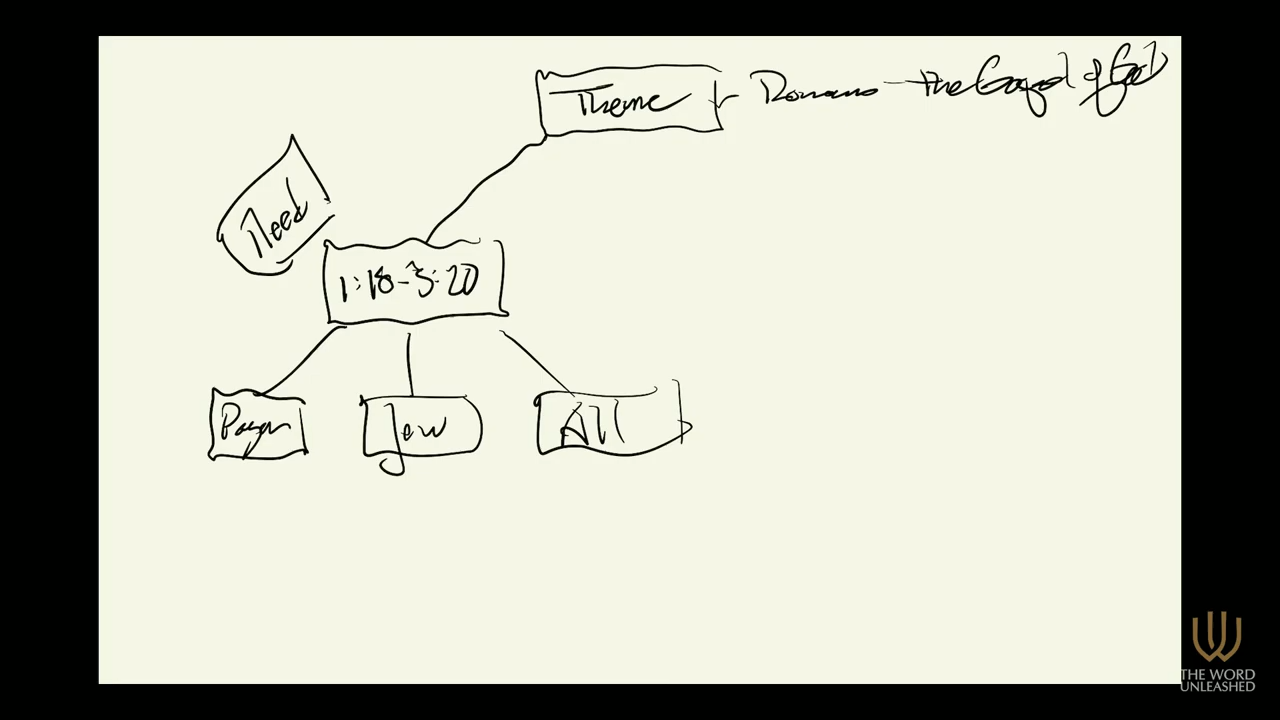 Theme - Romans - the Gospel of God
Need
1:18-3:20
Pagan Jew All
THE WORD
UNLEASHED